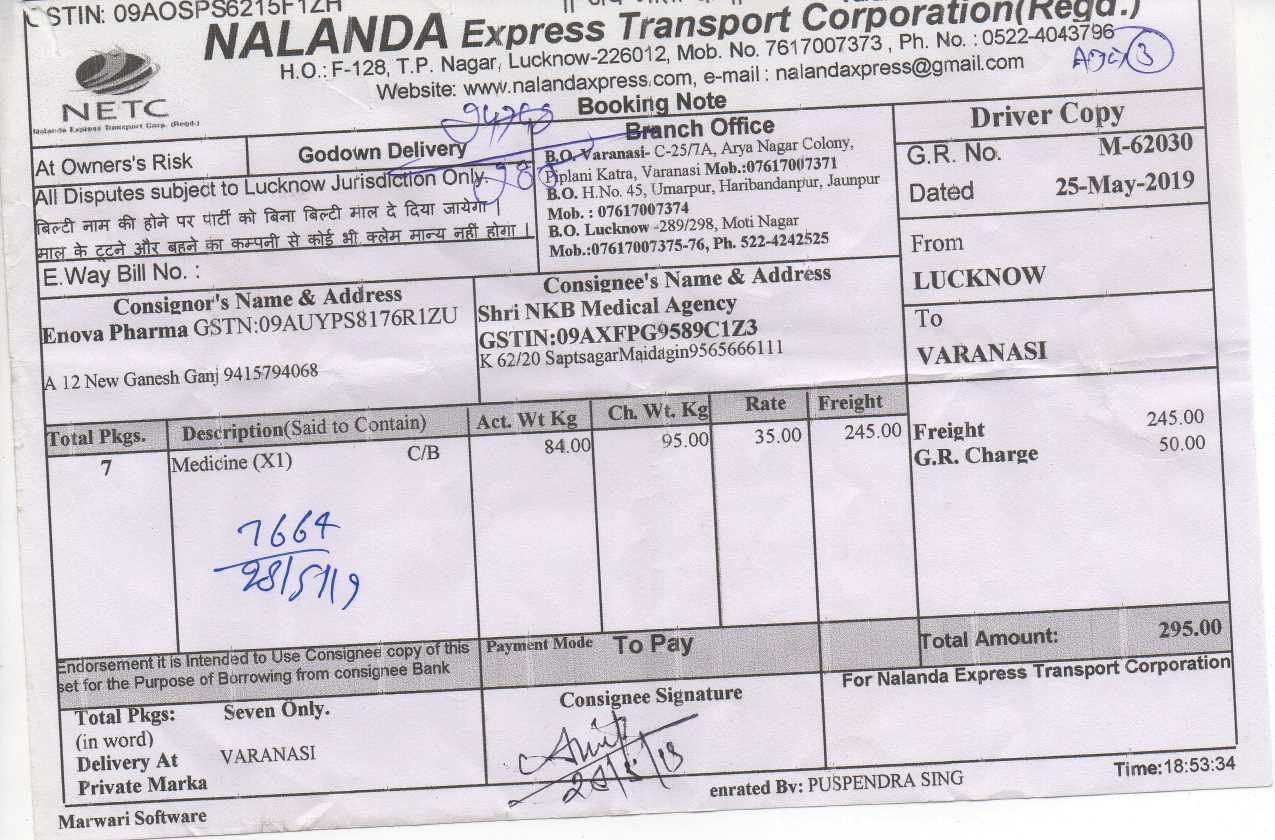 GSTIN: 09AOSPS6215F1ZH
NALANDA Express Transport Corporation(Regd.)
H.O.: F-128, T.P. Nagar, Lucknow-226012, Mob. No. 7617007373 , Ph. No. : 0522-4043796
Website: www.nalandaxpress.com, e-mail : nalandaxpress@gmail.com
NETC
Nalanda Express Transport Corp. (Regd.)
3
Booking Note
Driver Copy
At Owners's Risk
Godown Delivery
All Disputes subject to Lucknow Jurisdiction Only.
बिल्टी नाम की होने पर पार्टी को बिना बिल्टी माल दे दिया जायेगा ।
माल के टूटने और बहने का कम्पनी से कोई भी क्लेम मान्य नहीं होगा ।
E.Way Bill No. :
Branch Office
B.O. Varanasi- C-25/7A, Arya Nagar Colony,
Piplani Katra, Varanasi Mob.:07617007371
B.O. H.No. 45, Umarpur, Haribandanpur, Jaunpur
Mob. : 07617007374
B.O. Lucknow -289/298, Moti Nagar
Mob.:07617007375-76, Ph. 522-4242525
G.R. No. M-62030
Dated 25-May-2019
From
LUCKNOW
To
VARANASI
Consignor's Name & Address
Enova Pharma GSTN:09AUYPS8176R1ZU
A 12 New Ganesh Ganj 9415794068
Consignee's Name & Address
Shri NKB Medical Agency
GSTIN:09AXFPG9589C1Z3
K 62/20 SaptsagarMaidagin9565666111
Total Pkgs. Description(Said to Contain) Act. Wt Kg Ch. Wt. Kg Rate Freight
7 Medicine (X1) C/B 84.00 95.00 35.00 245.00
Freight 245.00
G.R. Charge 50.00
7664
28/5/19
Endorsement it is Intended to Use Consignee copy of this
set for the Purpose of Borrowing from consignee Bank
Payment Mode To Pay
Total Amount: 295.00
Total Pkgs: Seven Only.
(in word)
Delivery At VARANASI
Private Marka
Consignee Signature
For Nalanda Express Transport Corporation
enrated By: PUSPENDRA SING
Time:18:53:34
Marwari Software